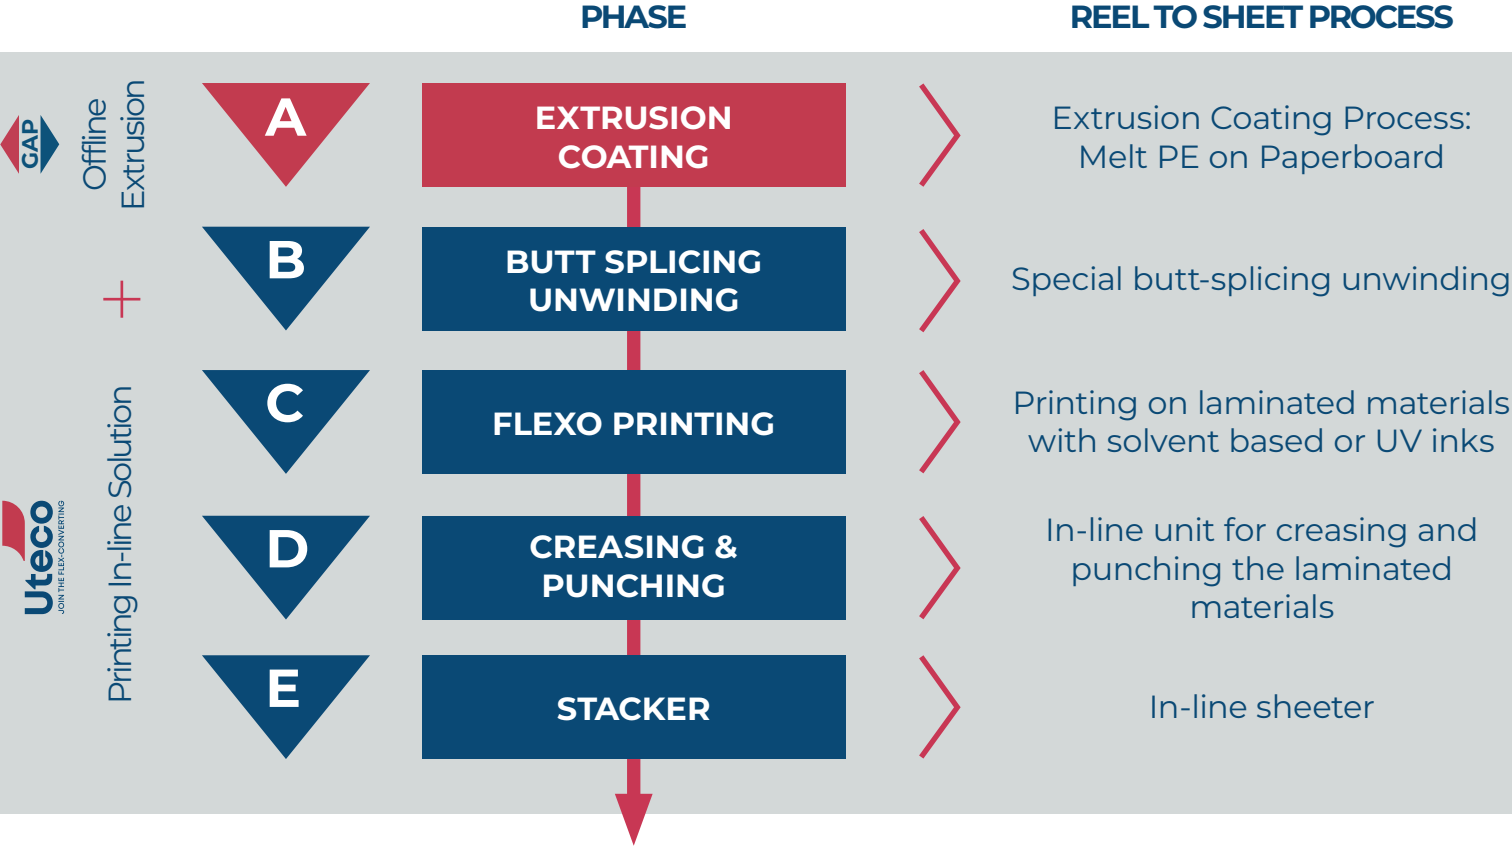 PHASE
REEL TO SHEET PROCESS
GAP
Offline
Extrusion
A
EXTRUSION
COATING
Extrusion Coating Process:
Melt PE on Paperboard
B
BUTT SPLICING
UNWINDING
Special butt-splicing unwinding
+
Uteco
JOIN THE FLEX-CONVERTING
Printing In-line Solution
C
FLEXO PRINTING
Printing on laminated materials
with solvent based or UV inks
D
CREASING &
PUNCHING
In-line unit for creasing and
punching the laminated
materials
E
STACKER
In-line sheeter